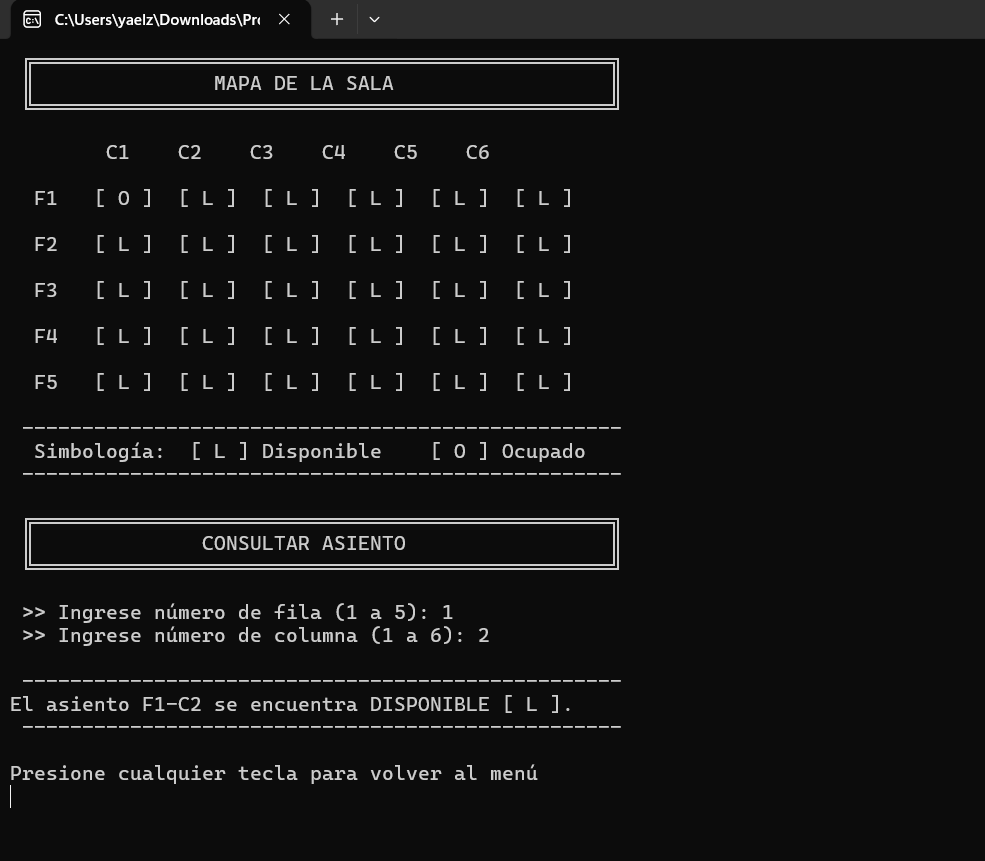 C:\Users\yaelz\Downloads\Pro
MAPA DE LA SALA
C1 C2 C3 C4 C5 C6
F1 [ O ] [ L ] [ L ] [ L ] [ L ] [ L ]
F2 [ L ] [ L ] [ L ] [ L ] [ L ] [ L ]
F3 [ L ] [ L ] [ L ] [ L ] [ L ] [ L ]
F4 [ L ] [ L ] [ L ] [ L ] [ L ] [ L ]
F5 [ L ] [ L ] [ L ] [ L ] [ L ] [ L ]
--------------------------------------------------
Simbología: [ L ] Disponible [ O ] Ocupado
--------------------------------------------------
CONSULTAR ASIENTO
>> Ingrese número de fila (1 a 5): 1
>> Ingrese número de columna (1 a 6): 2
--------------------------------------------------
El asiento F1-C2 se encuentra DISPONIBLE [ L ].
--------------------------------------------------
Presione cualquier tecla para volver al menú